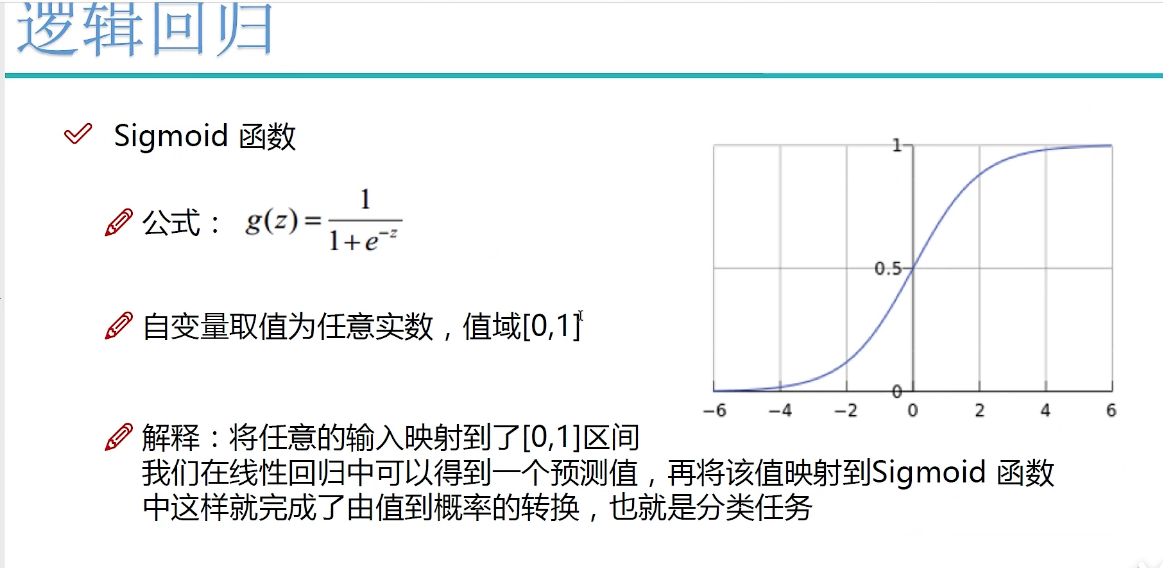 逻辑回归
Sigmoid 函数
公式： g(z) = 1 / (1 + e^{-z})
自变量取值为任意实数，值域[0,1]
解释：将任意的输入映射到了[0,1]区间
我们在线性回归中可以得到一个预测值，再将该值映射到Sigmoid 函数
中这样就完成了由值到概率的转换，也就是分类任务
1
0.5
0
−6 −4 −2 0 2 4 6